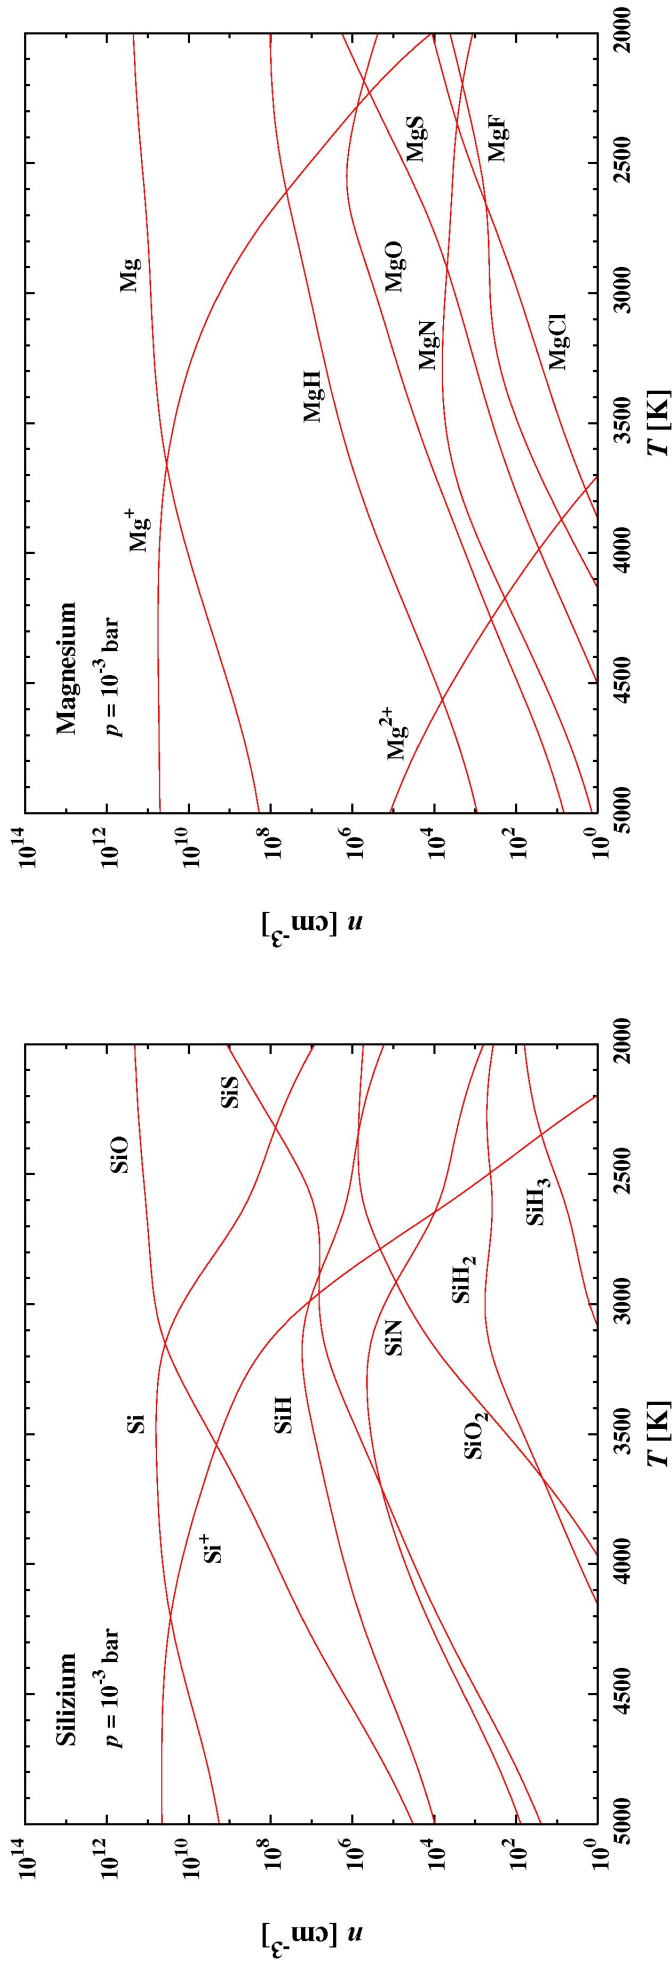 Silizium
p = 10⁻³ bar
n [cm⁻³]
10¹⁴
10¹²
10¹⁰
10⁸
10⁶
10⁴
10²
10⁰
SiO
SiS
Si
Si⁺
SiH
SiN
SiH₂
SiH₃
SiO₂
5000
4500
4000
3500
3000
2500
2000
T [K]
Magnesium
p = 10⁻³ bar
n [cm⁻³]
10¹⁴
10¹²
10¹⁰
10⁸
10⁶
10⁴
10²
10⁰
Mg
Mg⁺
MgH
MgO
MgS
MgN
MgF
Mg²⁺
MgCl
5000
4500
4000
3500
3000
2500
2000
T [K]